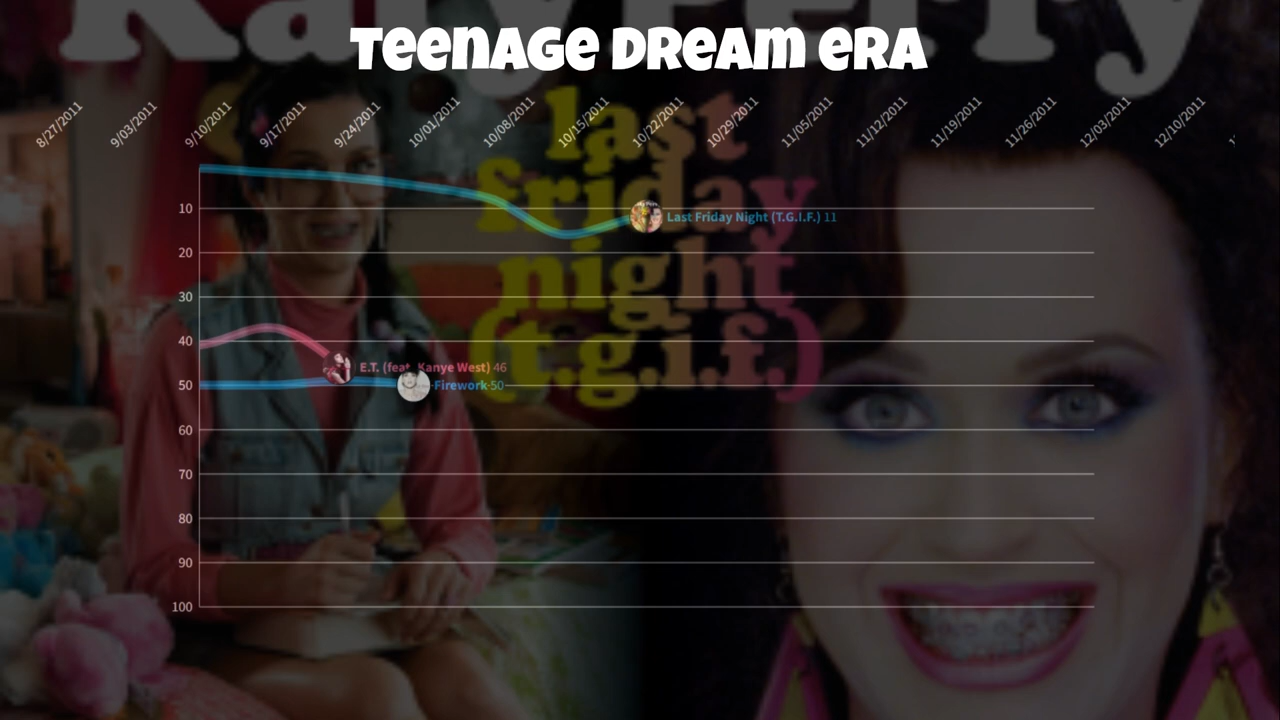 Katy Perry
Teenage Dream Era
8/27/2011
9/03/2011
9/10/2011
9/17/2011
9/24/2011
10/01/2011
10/08/2011
10/15/2011
10/22/2011
10/29/2011
11/05/2011
11/12/2011
11/19/2011
11/26/2011
12/03/2011
12/10/2011
last
friday
night
(t.g.i.f.)
10
20
30
40
50
60
70
80
90
100
Last Friday Night (T.G.I.F.) 11
E.T. (feat. Kanye West) 46
Firework 50